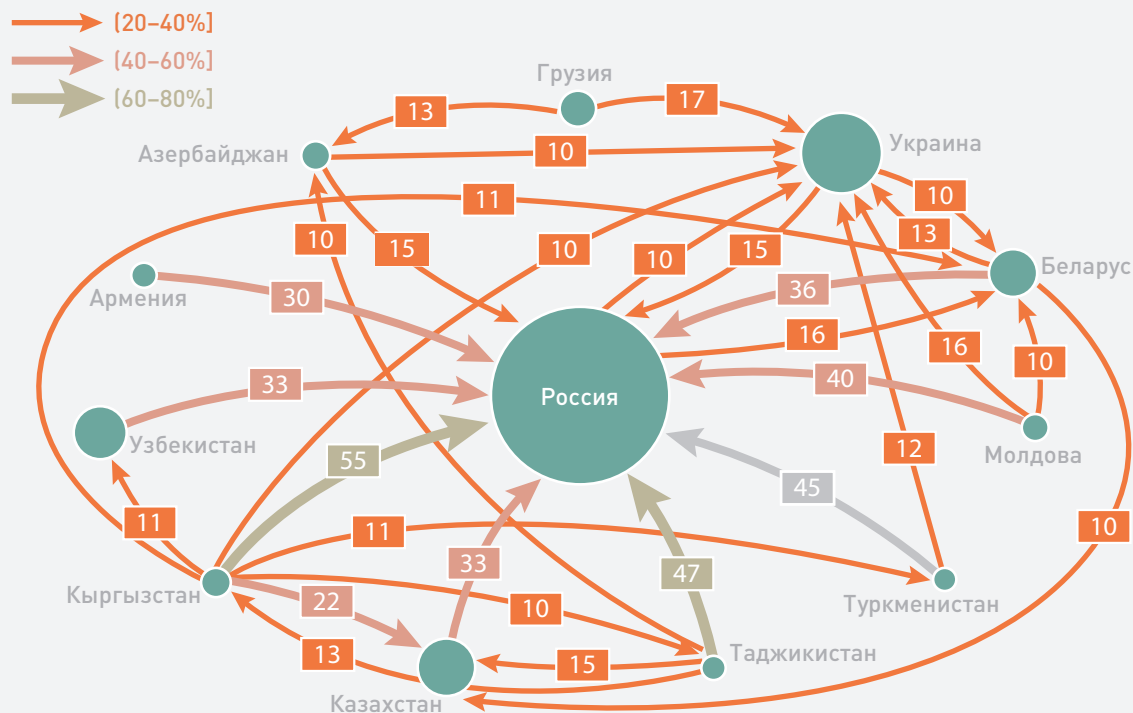 (20–40%]
(40–60%]
(60–80%]
Грузия
13
17
Азербайджан
10
Украина
11
10
10
15
10
10
15
13
Беларус
Армения
30
36
16
16
10
33
Россия
40
Узбекистан
55
12
Молдова
45
11
11
10
33
47
Кыргызстан
22
10
Туркменистан
13
15
Таджикистан
Казахстан